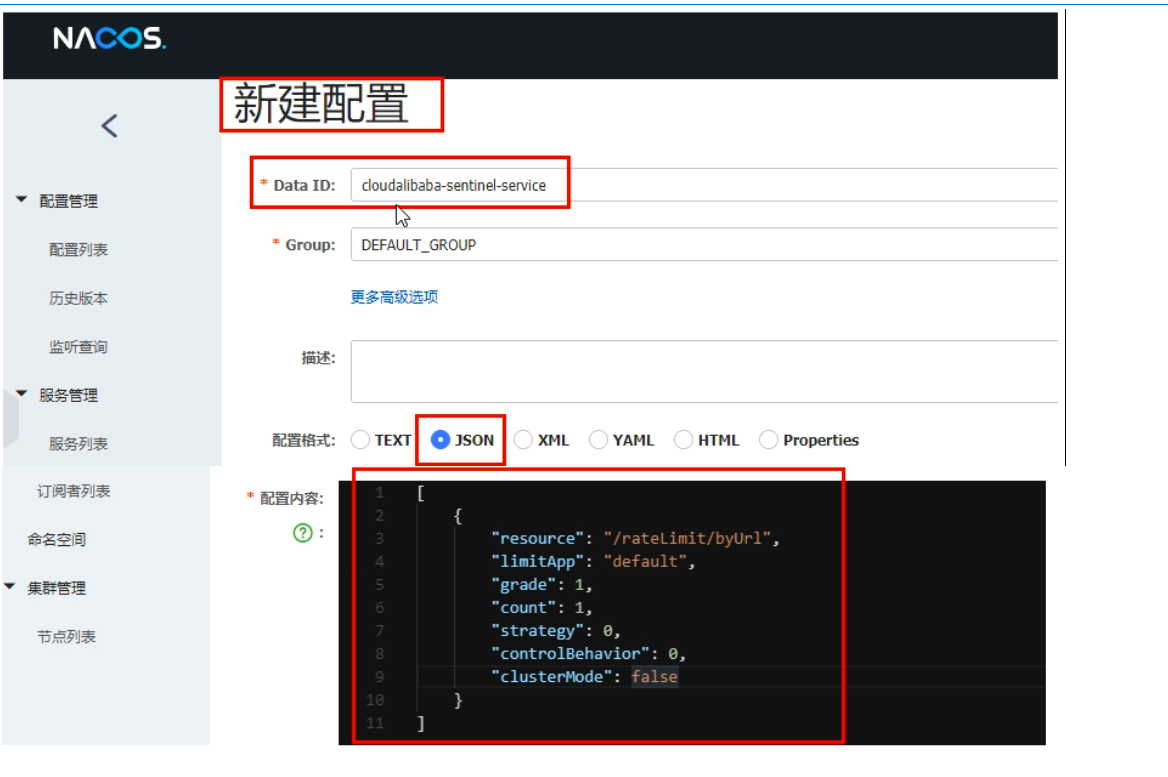 NACOS.
新建配置
* Data ID: cloudalibaba-sentinel-service
配置管理
* Group: DEFAULT_GROUP
配置列表
更多高级选项
历史版本
监听查询
描述:
服务管理
服务列表
配置格式: TEXT JSON XML YAML HTML Properties
订阅者列表
* 配置内容:
? :
命名空间
集群管理
节点列表
1 [
2 {
3 "resource": "/rateLimit/byUrl",
4 "limitApp": "default",
5 "grade": 1,
6 "count": 1,
7 "strategy": 0,
8 "controlBehavior": 0,
9 "clusterMode": false
10 }
11 ]